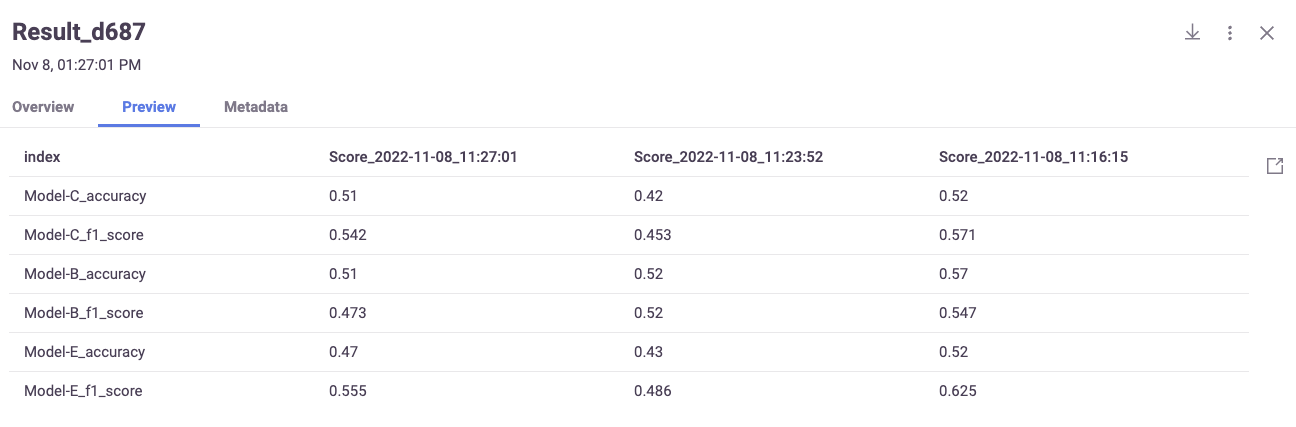 Result_d687
Nov 8, 01:27:01 PM
Overview Preview Metadata
index Score_2022-11-08_11:27:01 Score_2022-11-08_11:23:52 Score_2022-11-08_11:16:15
Model-C_accuracy 0.51 0.42 0.52
Model-C_f1_score 0.542 0.453 0.571
Model-B_accuracy 0.51 0.52 0.57
Model-B_f1_score 0.473 0.52 0.547
Model-E_accuracy 0.47 0.43 0.52
Model-E_f1_score 0.555 0.486 0.625